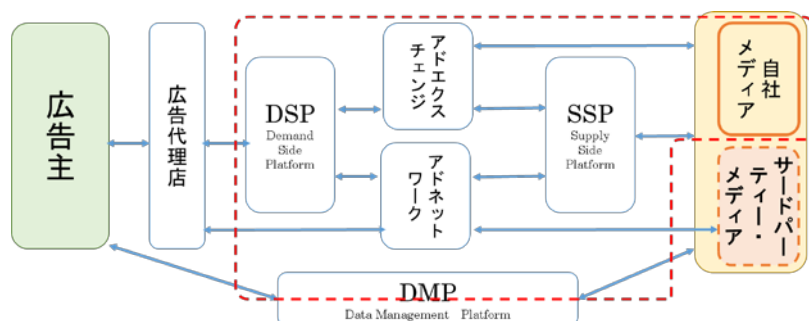 広告主
広告代理店
DSP
Demand
Side
Platform
アドエクス
チェンジ
アドネット
ワーク
SSP
Supply
Side
Platform
自社
メディア
サードパー
ティー・
メディア
DMP
Data Management Platform